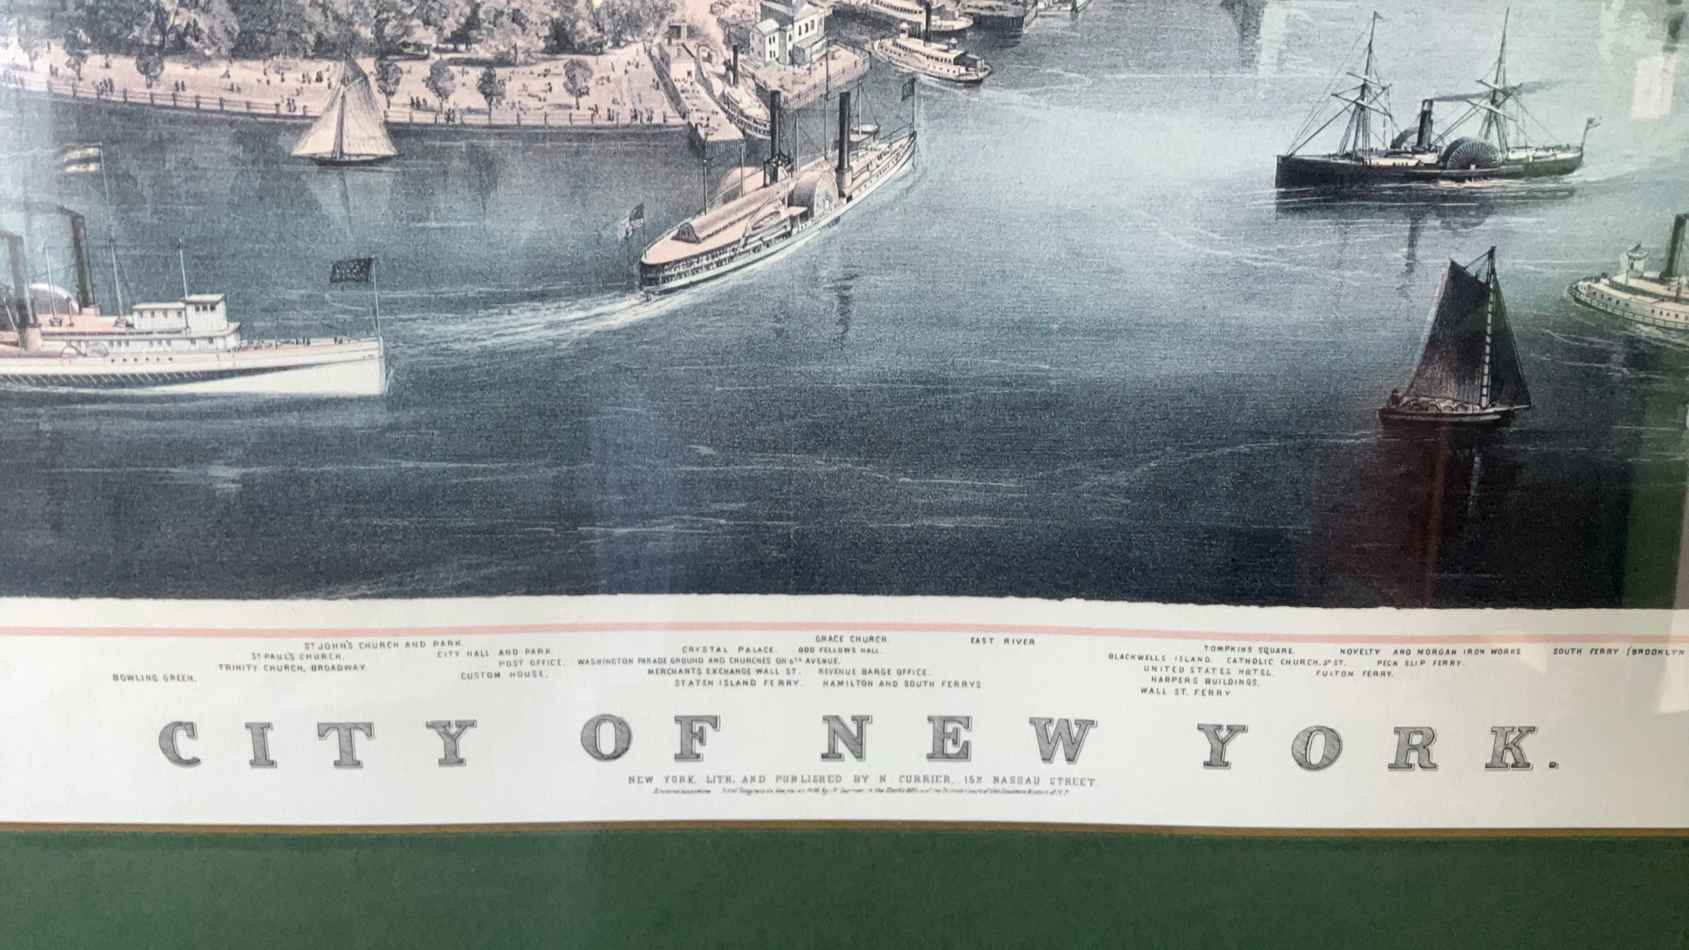 GRACE CHURCH. EAST RIVER
ST JOHN'S CHURCH AND PARK. CRYSTAL PALACE. ODD FELLOWS HALL. TOMPKINS SQUARE. NOVELTY AND MORGAN IRON WORKS SOUTH FERRY (BROOKLYN
ST PAUL'S CHURCH. CITY HALL AND PARK BLACKWELLS ISLAND. CATHOLIC CHURCH, ST. PECK SLIP FERRY.
TRINITY CHURCH, BROADWAY. POST OFFICE. WASHINGTON PARADE GROUND AND CHURCHES ON 5TH AVENUE. UNITED STATES HOTEL. FULTON FERRY.
BOWLING GREEN. CUSTOM HOUSE. MERCHANTS EXCHANGE WALL ST. REVENUE BARGE OFFICE. HARPERS BUILDINGS.
STATEN ISLAND FERRY. HAMILTON AND SOUTH FERRYS WALL ST. FERRY
CITY OF NEW YORK.
NEW YORK. LITH. AND PUBLISHED BY N CURRIER, 152 NASSAU STREET.